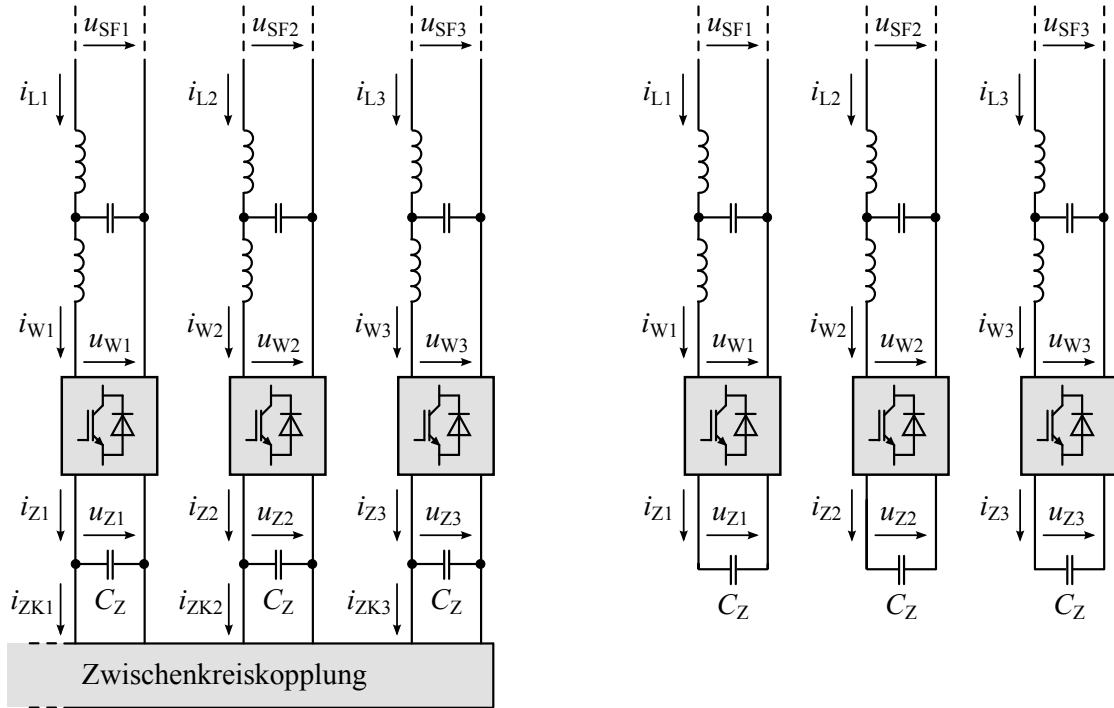 uSF1 uSF2 uSF3 uSF1 uSF2 uSF3
iL1 iL2 iL3 iL1 iL2 iL3
iW1 iW2 iW3 iW1 iW2 iW3
uW1 uW2 uW3 uW1 uW2 uW3
iZ1 iZ2 iZ3 iZ1 iZ2 iZ3
uZ1 uZ2 uZ3 uZ1 uZ2 uZ3
iZK1 CZ iZK2 CZ iZK3 CZ CZ CZ CZ
Zwischenkreiskopplung